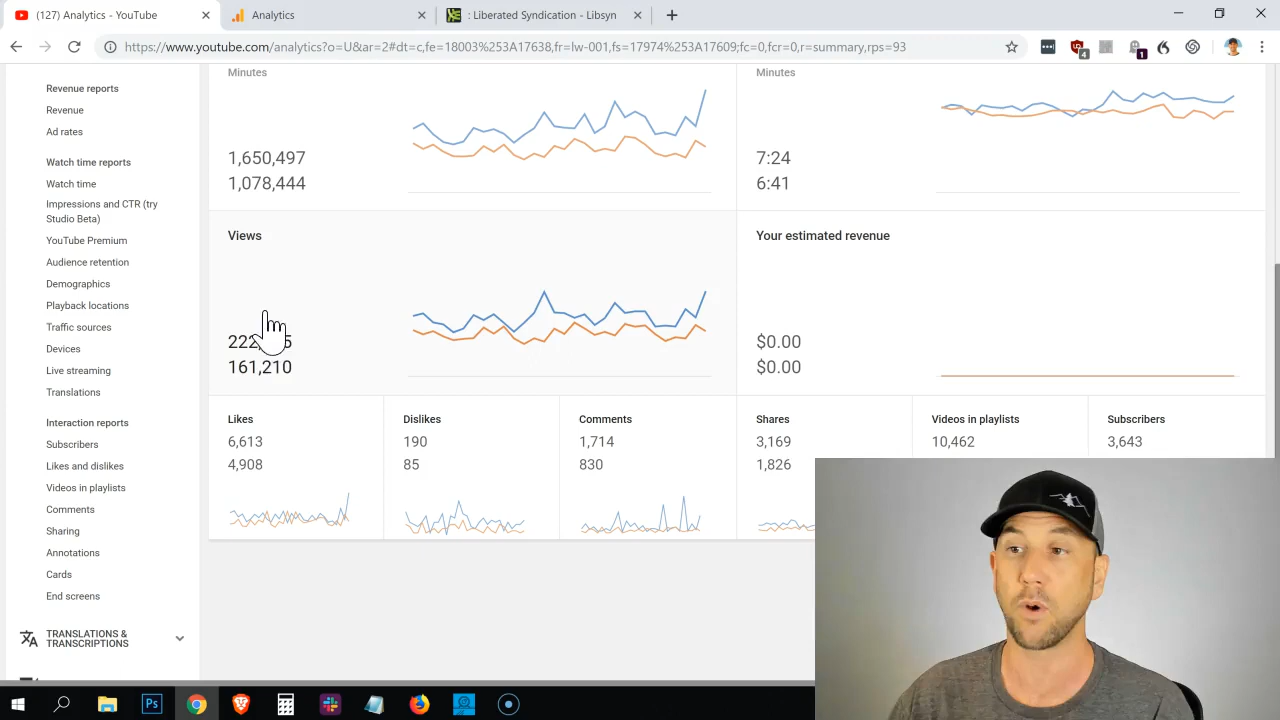 (127) Analytics - YouTube
Analytics
: Liberated Syndication - Libsyn
https://www.youtube.com/analytics?o=U&ar=2#dt=c,fe=18003%253A17638,fr=lw-001,fs=17974%253A17609;fc=0,fcr=0,r=summary,rps=93
4
1
Revenue reports
Revenue
Ad rates
Watch time reports
Watch time
Impressions and CTR (try
Studio Beta)
YouTube Premium
Audience retention
Demographics
Playback locations
Traffic sources
Devices
Live streaming
Translations
Interaction reports
Subscribers
Likes and dislikes
Videos in playlists
Comments
Sharing
Annotations
Cards
End screens
TRANSLATIONS &
TRANSCRIPTIONS
Minutes
1,650,497
1,078,444
Minutes
7:24
6:41
Views
161,210
Your estimated revenue
$0.00
$0.00
Likes
6,613
4,908
Dislikes
190
85
Comments
1,714
830
Shares
3,169
1,826
Videos in playlists
10,462
Subscribers
3,643
Ps